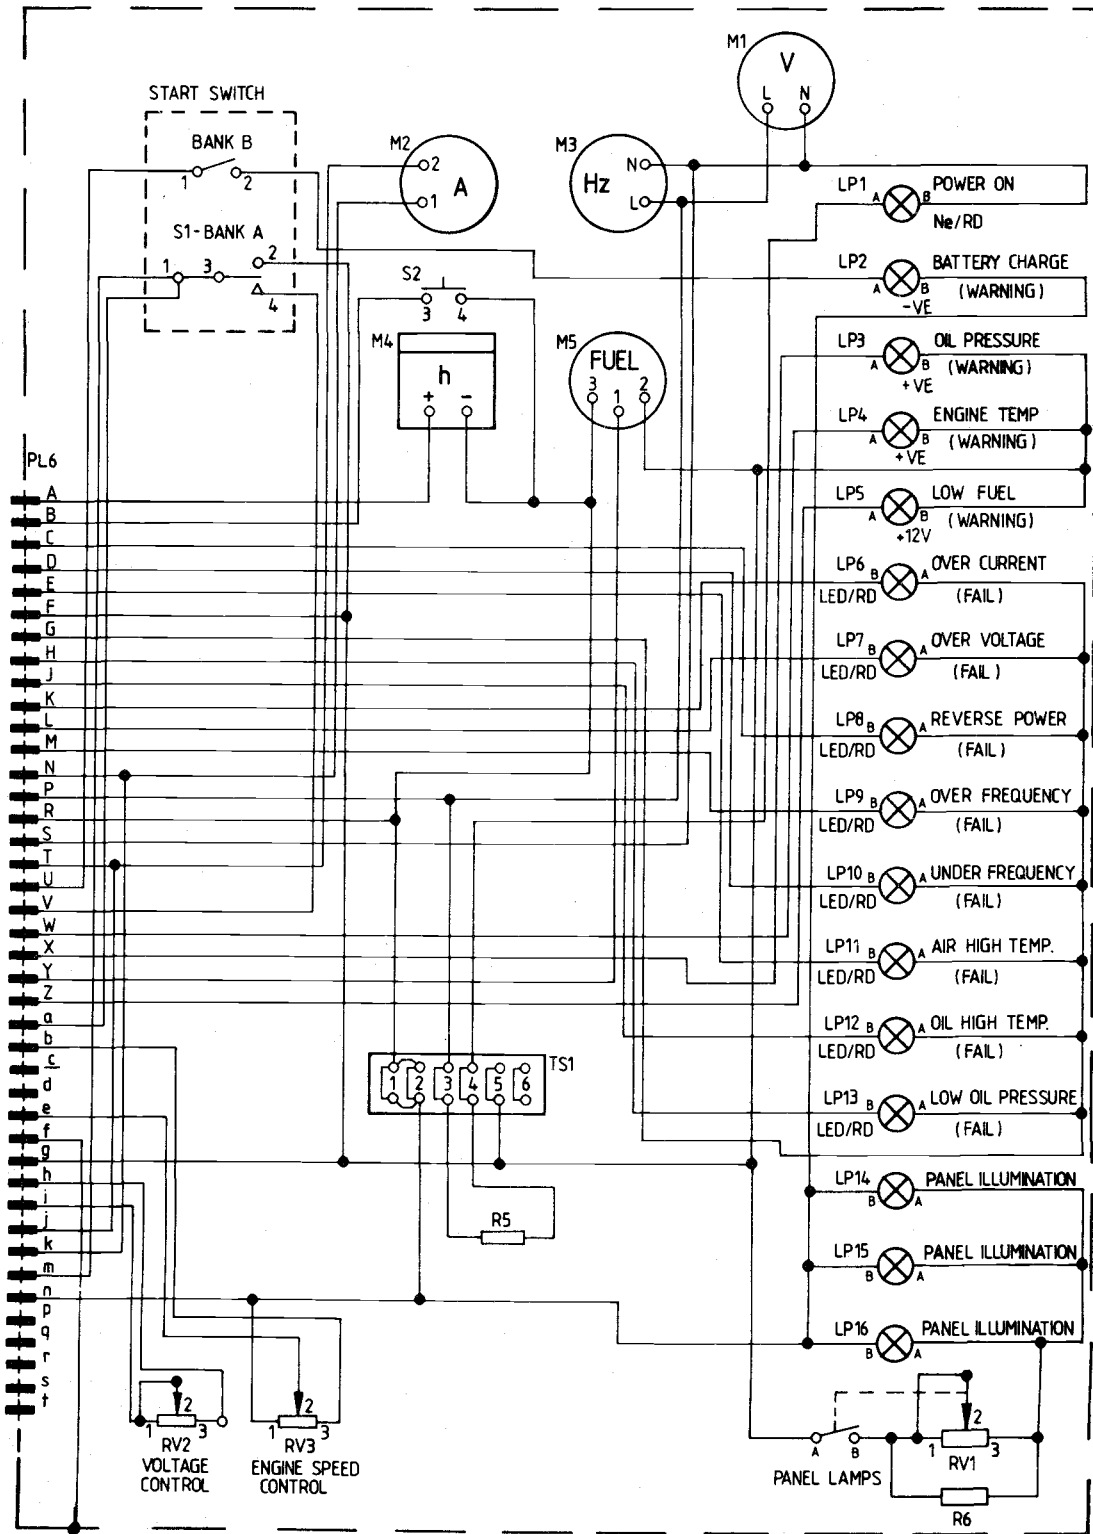 M1
V
L N
START SWITCH
BANK B
1 2
S1-BANK A
1 3 2
4
M2
2
A
1
M3
N
Hz
L
S2
3 4
M4
h
+ -
M5
FUEL
3 1 2
LP1 A B POWER ON
Ne/RD
LP2 A B BATTERY CHARGE
-VE (WARNING)
LP3 A B OIL PRESSURE
+VE (WARNING)
LP4 A B ENGINE TEMP
+VE (WARNING)
LP5 A B LOW FUEL
+12V (WARNING)
LP6 B A OVER CURRENT
LED/RD (FAIL)
LP7 B A OVER VOLTAGE
LED/RD (FAIL)
LP8 B A REVERSE POWER
LED/RD (FAIL)
LP9 B A OVER FREQUENCY
LED/RD (FAIL)
LP10 B A UNDER FREQUENCY
LED/RD (FAIL)
LP11 B A AIR HIGH TEMP.
LED/RD (FAIL)
LP12 B A OIL HIGH TEMP.
LED/RD (FAIL)
LP13 B A LOW OIL PRESSURE
LED/RD (FAIL)
LP14 B A PANEL ILLUMINATION
LP15 B A PANEL ILLUMINATION
LP16 B A PANEL ILLUMINATION
PL6
A
B
C
D
E
F
G
H
J
K
L
M
N
P
R
S
T
U
V
W
X
Y
Z
a
b
c
d
e
f
g
h
i
j
k
m
n
p
q
r
s
t
TS1
1 2 3 4 5 6
R5
1 2 3
RV2
VOLTAGE
CONTROL
1 2 3
RV3
ENGINE SPEED
CONTROL
A B
PANEL LAMPS
1 2 3
RV1
R6